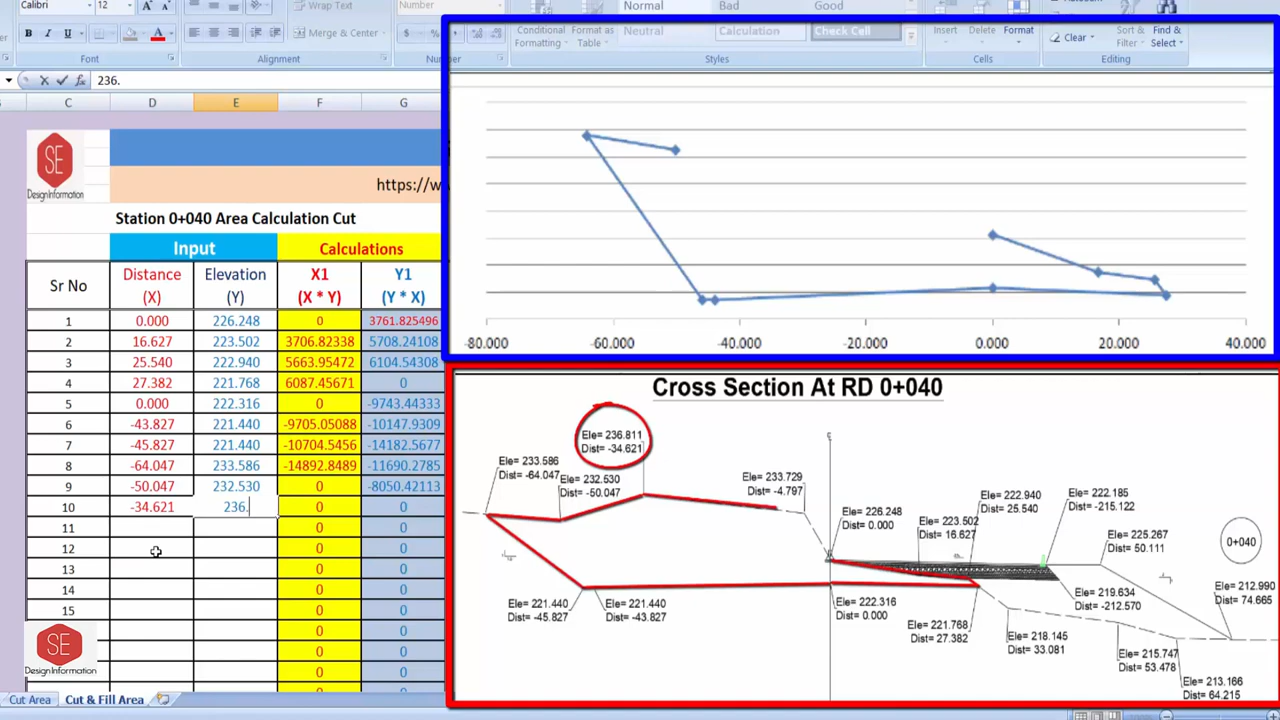 Calibri 12 A A Wrap Text Number Normal Bad Good
B I U Merge & Center $ % Conditional Formatting Format as Table Neutral Calculation Check Cell Insert Delete Format Clear Sort & Filter Find & Select
Font Alignment Number Styles Cells Editing
fx 236.
C D E F G
SE
Design Information
https://w
Station 0+040 Area Calculation Cut
Input Calculations
Sr No Distance (X) Elevation (Y) X1 (X * Y) Y1 (Y * X)
1 0.000 226.248 0 3761.825496
2 16.627 223.502 3706.82338 5708.24108
3 25.540 222.940 5663.95472 6104.54308
4 27.382 221.768 6087.45671 0
5 0.000 222.316 0 -9743.44333
6 -43.827 221.440 -9705.05088 -10147.9309
7 -45.827 221.440 -10704.5456 -14182.5677
8 -64.047 233.586 -14892.8489 -11690.2785
9 -50.047 232.530 0 -8050.42113
10 -34.621 236. 0 0
11 0 0
12 0 0
13 0 0
14 0 0
15 0 0
0 0
0 0
0 0
0 0
SE
Design Information
Cut Area Cut & Fill Area
-80.000 -60.000 -40.000 -20.000 0.000 20.000 40.000
Cross Section At RD 0+040
Ele= 236.811
Dist= -34.621
Ele= 233.586
Dist= -64.047
Ele= 232.530
Dist= -50.047
Ele= 233.729
Dist= -4.797
Ele= 226.248
Dist= 0.000
Ele= 223.502
Dist= 16.627
Ele= 222.940
Dist= 25.540
Ele= 222.185
Dist= -215.122
Ele= 225.267
Dist= 50.111
0+040
Ele= 212.990
Dist= 74.665
Ele= 221.440
Dist= -45.827
Ele= 221.440
Dist= -43.827
Ele= 222.316
Dist= 0.000
Ele= 221.768
Dist= 27.382
Ele= 219.634
Dist= -212.570
Ele= 218.145
Dist= 33.081
Ele= 215.747
Dist= 53.478
Ele= 213.166
Dist= 64.215